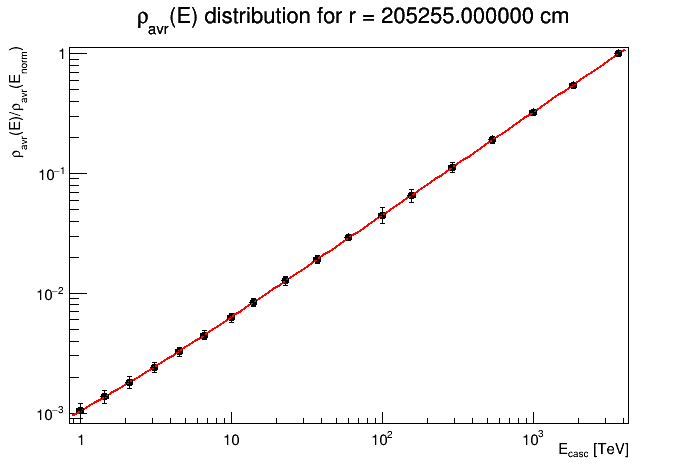 ρavr(E) distribution for r = 205255.000000 cm
ρavr(E)/ρavr(Enorm)
1
10−1
10−2
10−3
1
10
10²
10³
Ecasc [TeV]